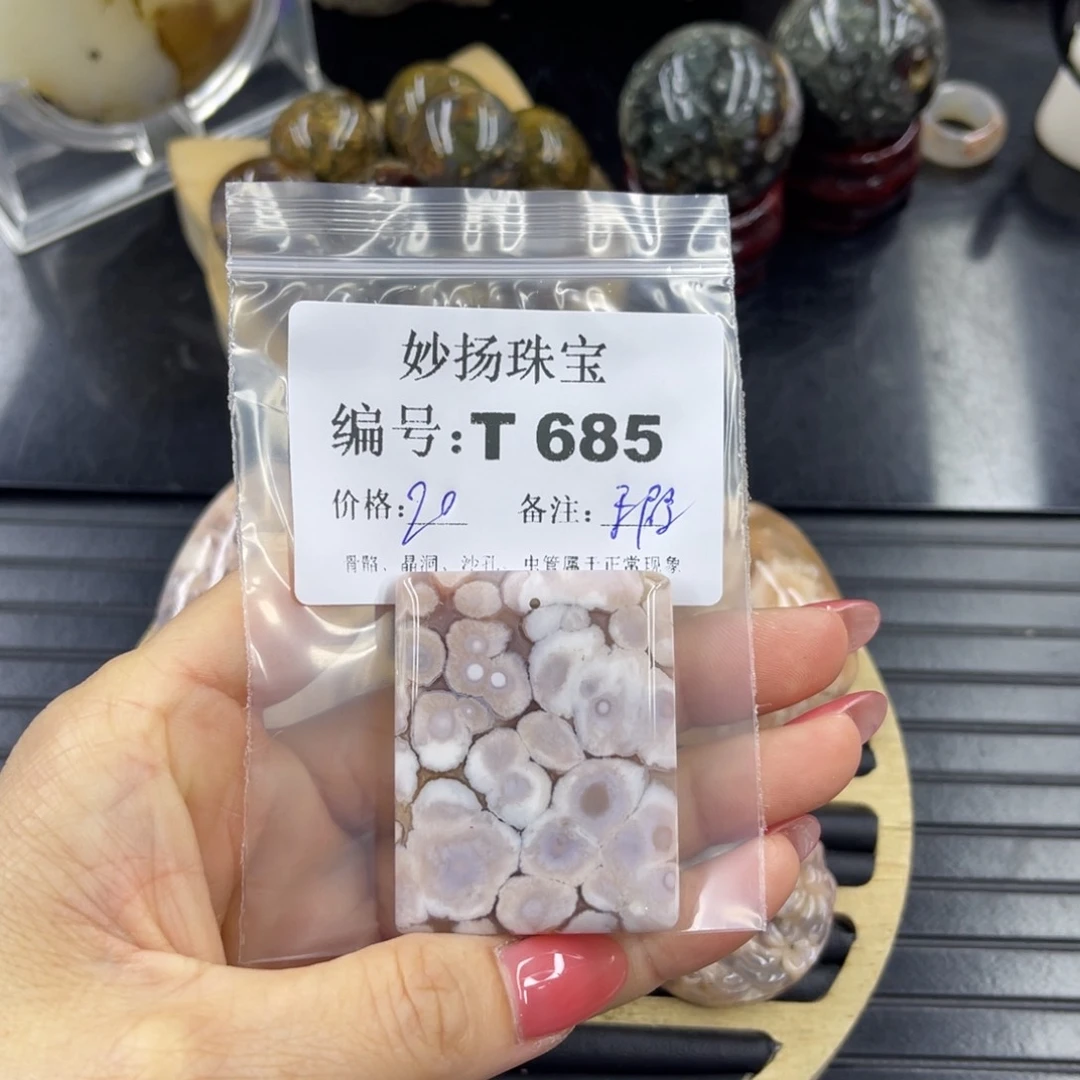 妙扬珠宝
编号:T 685
价格:20 备注:
、晶洞、沙孔、虫管属于正常现象